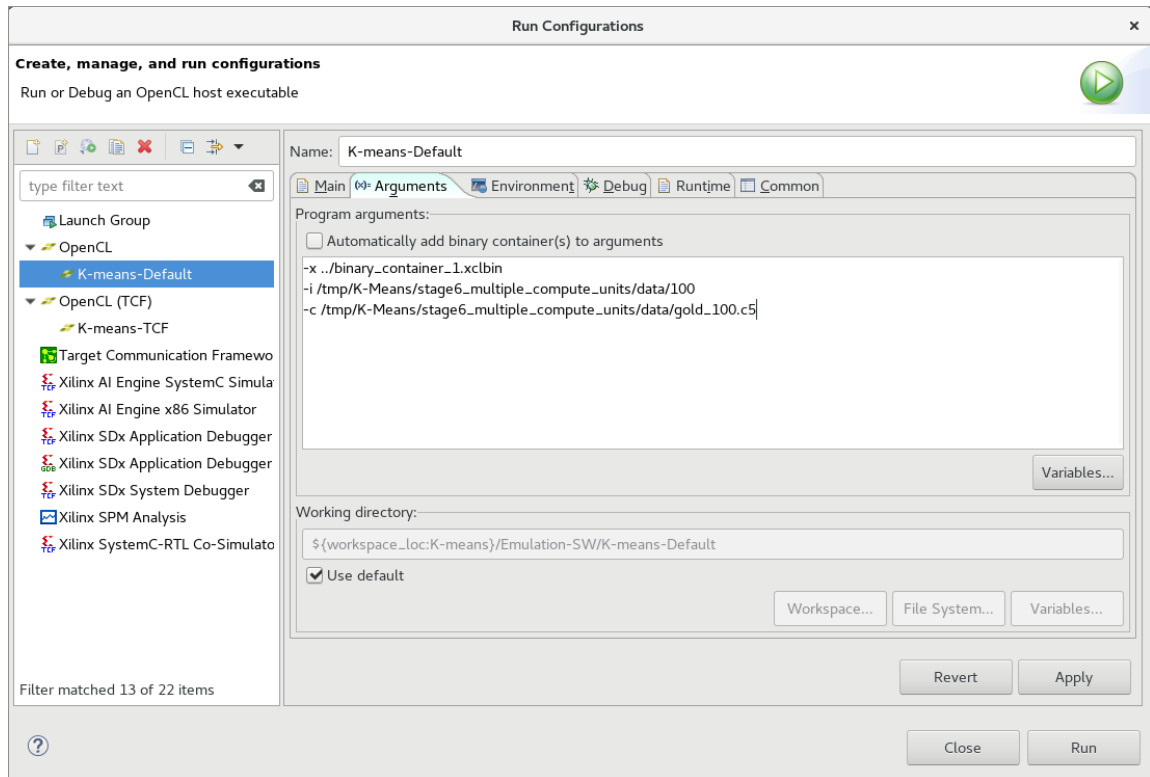 Run Configurations
Create, manage, and run configurations
Run or Debug an OpenCL host executable
type filter text
Launch Group
OpenCL
K-means-Default
OpenCL (TCF)
K-means-TCF
Target Communication Framewo
Xilinx AI Engine SystemC Simula
Xilinx AI Engine x86 Simulator
Xilinx SDx Application Debugger
Xilinx SDx Application Debugger
Xilinx SDx System Debugger
Xilinx SPM Analysis
Xilinx SystemC-RTL Co-Simulato
Filter matched 13 of 22 items
Name: K-means-Default
Main Arguments Environment Debug Runtime Common
Program arguments:
Automatically add binary container(s) to arguments
-x ../binary_container_1.xclbin
-i /tmp/K-Means/stage6_multiple_compute_units/data/100
-c /tmp/K-Means/stage6_multiple_compute_units/data/gold_100.c5
Variables...
Working directory:
${workspace_loc:K-means}/Emulation-SW/K-means-Default
Use default
Workspace... File System... Variables...
Revert Apply
Close Run